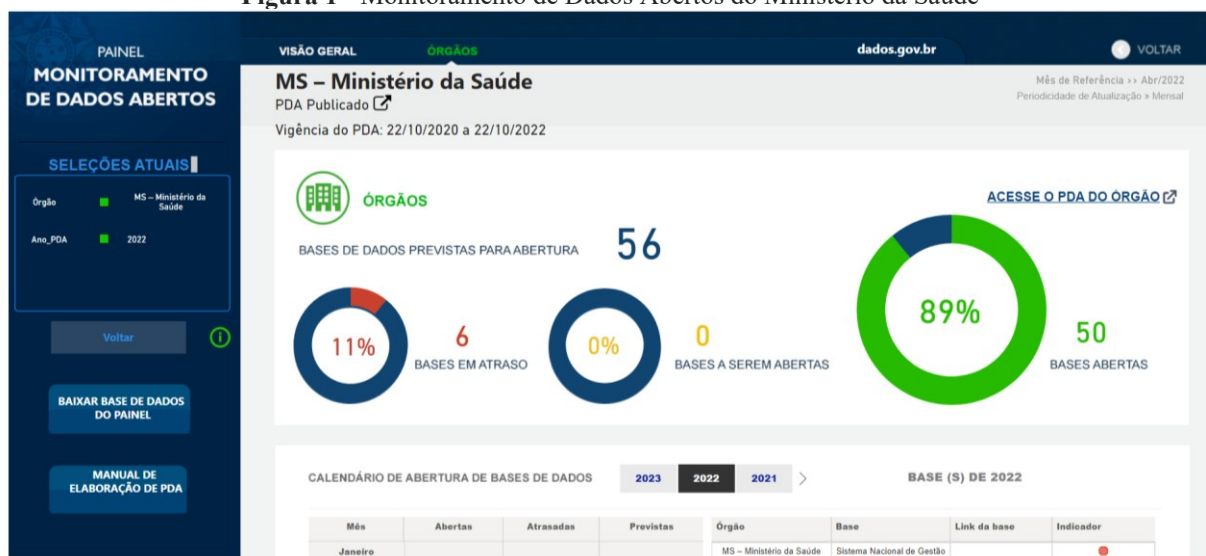 Figura 1 - Monitoramento de Dados Abertos do Ministério da Saúde
PAINEL
MONITORAMENTO
DE DADOS ABERTOS
SELEÇÕES ATUAIS
Órgão
MS – Ministério da
Saúde
Ano_PDA
2022
Voltar
BAIXAR BASE DE DADOS
DO PAINEL
MANUAL DE
ELABORAÇÃO DE PDA
VISÃO GERAL
ÓRGÃOS
dados.gov.br
VOLTAR
MS – Ministério da Saúde
PDA Publicado
Vigência do PDA: 22/10/2020 a 22/10/2022
Mês de Referência >> Abr/2022
Periodicidade de Atualização » Mensal
ÓRGÃOS
ACESSE O PDA DO ÓRGÃO
BASES DE DADOS PREVISTAS PARA ABERTURA
56
11%
6
BASES EM ATRASO
0%
0
BASES A SEREM ABERTAS
89%
50
BASES ABERTAS
CALENDÁRIO DE ABERTURA DE BASES DE DADOS
2023
2022
2021
BASE (S) DE 2022
Mês Abertas Atrasadas Previstas
Órgão Base Link da base Indicador
Janeiro
MS – Ministério da Saúde Sistema Nacional de Gestão